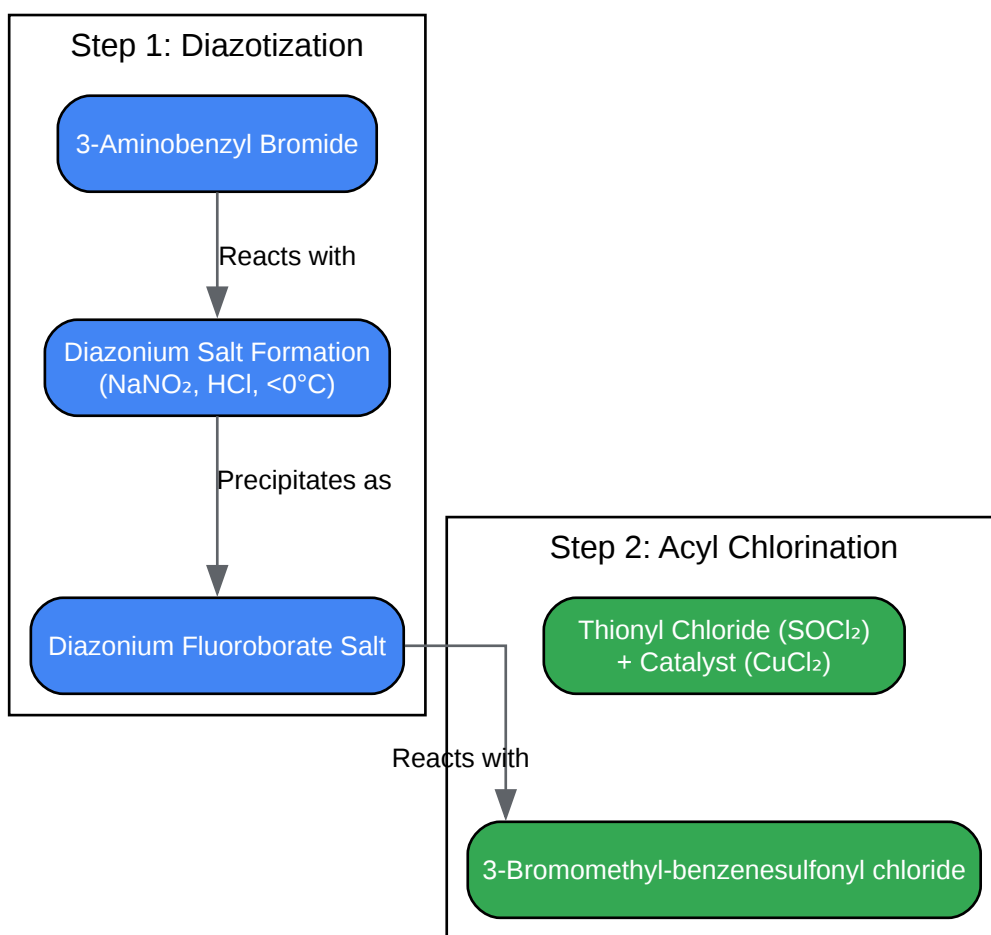 Step 1: Diazotization
3-Aminobenzyl Bromide
Reacts with
Diazonium Salt Formation
(NaNO₂, HCl, <0°C)
Precipitates as
Diazonium Fluoroborate Salt
Step 2: Acyl Chlorination
Thionyl Chloride (SOCl₂)
+ Catalyst (CuCl₂)
Reacts with
3-Bromomethyl-benzenesulfonyl chloride